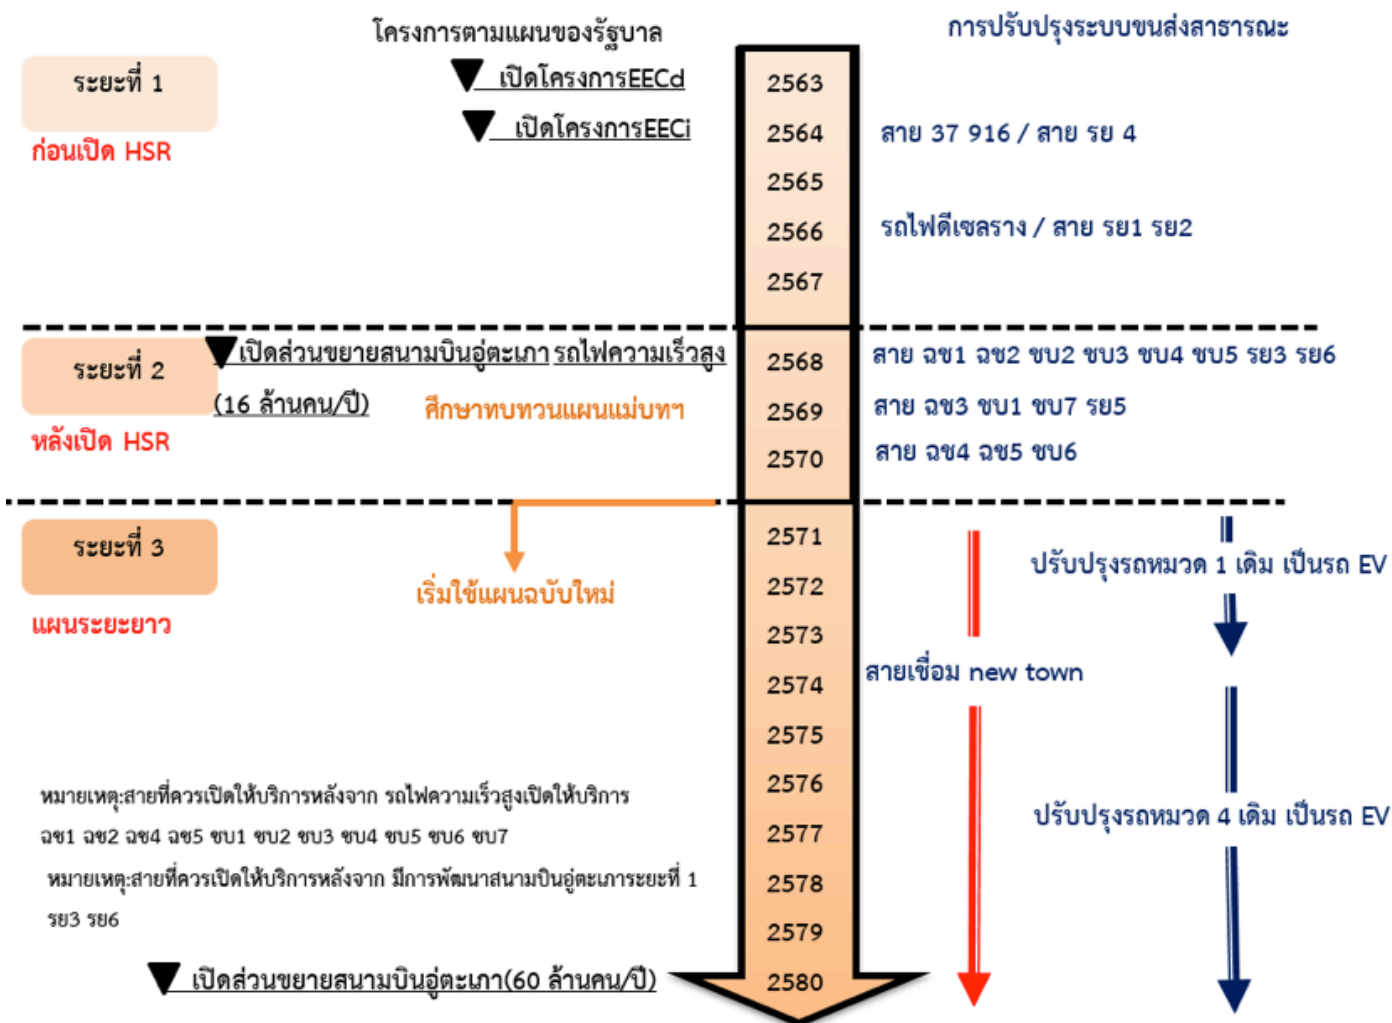 โครงการตามแผนของรัฐบาล
การปรับปรุงระบบขนส่งสาธารณะ
ระยะที่ 1
ก่อนเปิด HSR
เปิดโครงการEECd
2563
เปิดโครงการEECi
2564
สาย 37 916 / สาย รย 4
2565
2566
รถไฟดีเซลราง / สาย รย1 รย2
2567
ระยะที่ 2
หลังเปิด HSR
เปิดส่วนขยายสนามบินอู่ตะเภา รถไฟความเร็วสูง
(16 ล้านคน/ปี)
ศึกษาทบทวนแผนแม่บทฯ
2568
สาย ฉช1 ฉช2 ชบ2 ชบ3 ชบ4 ชบ5 รย3 รย6
2569
สาย ฉช3 ชบ1 ชบ7 รย5
2570
สาย ฉช4 ฉช5 ชบ6
ระยะที่ 3
แผนระยะยาว
เริ่มใช้แผนฉบับใหม่
2571
ปรับปรุงรถหมวด 1 เดิม เป็นรถ EV
2572
2573
2574
สายเชื่อม new town
2575
2576
2577
ปรับปรุงรถหมวด 4 เดิม เป็นรถ EV
2578
2579
2580
หมายเหตุ:สายที่ควรเปิดให้บริการหลังจาก รถไฟความเร็วสูงเปิดให้บริการ
ฉช1 ฉช2 ฉช4 ฉช5 ชบ1 ชบ2 ชบ3 ชบ4 ชบ5 ชบ6 ชบ7
หมายเหตุ:สายที่ควรเปิดให้บริการหลังจาก มีการพัฒนาสนามบินอู่ตะเภาระยะที่ 1
รย3 รย6
เปิดส่วนขยายสนามบินอู่ตะเภา(60 ล้านคน/ปี)